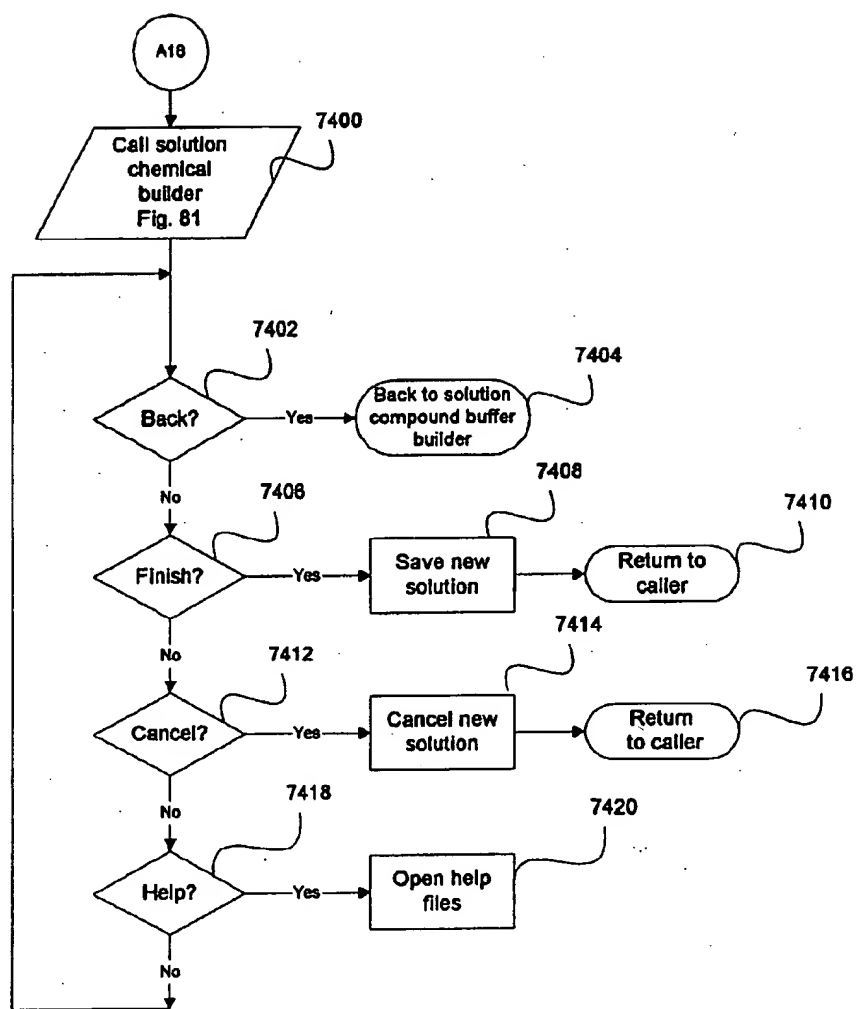 A18
7400
Call solution
chemical
builder
Fig. 81
7402
7404
Back?
Yes
Back to solution
compound buffer
builder
No
7406
7408
7410
Finish?
Yes
Save new
solution
Return to
caller
No
7412
7414
7416
Cancel?
Yes
Cancel new
solution
Return
to caller
No
7418
7420
Help?
Yes
Open help
files
No